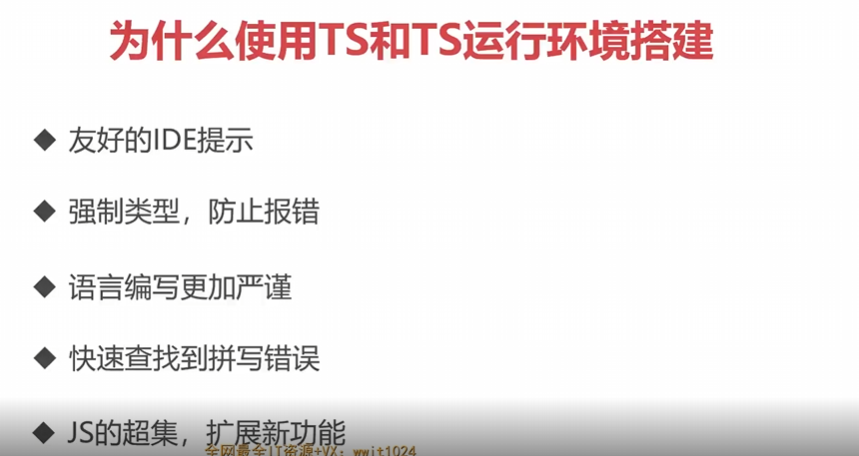 为什么使用TS和TS运行环境搭建
◆ 友好的IDE提示
◆ 强制类型，防止报错
◆ 语言编写更加严谨
◆ 快速查找到拼写错误
◆ JS的超集，扩展新功能
全网最全IT资源+VX：wwit1024